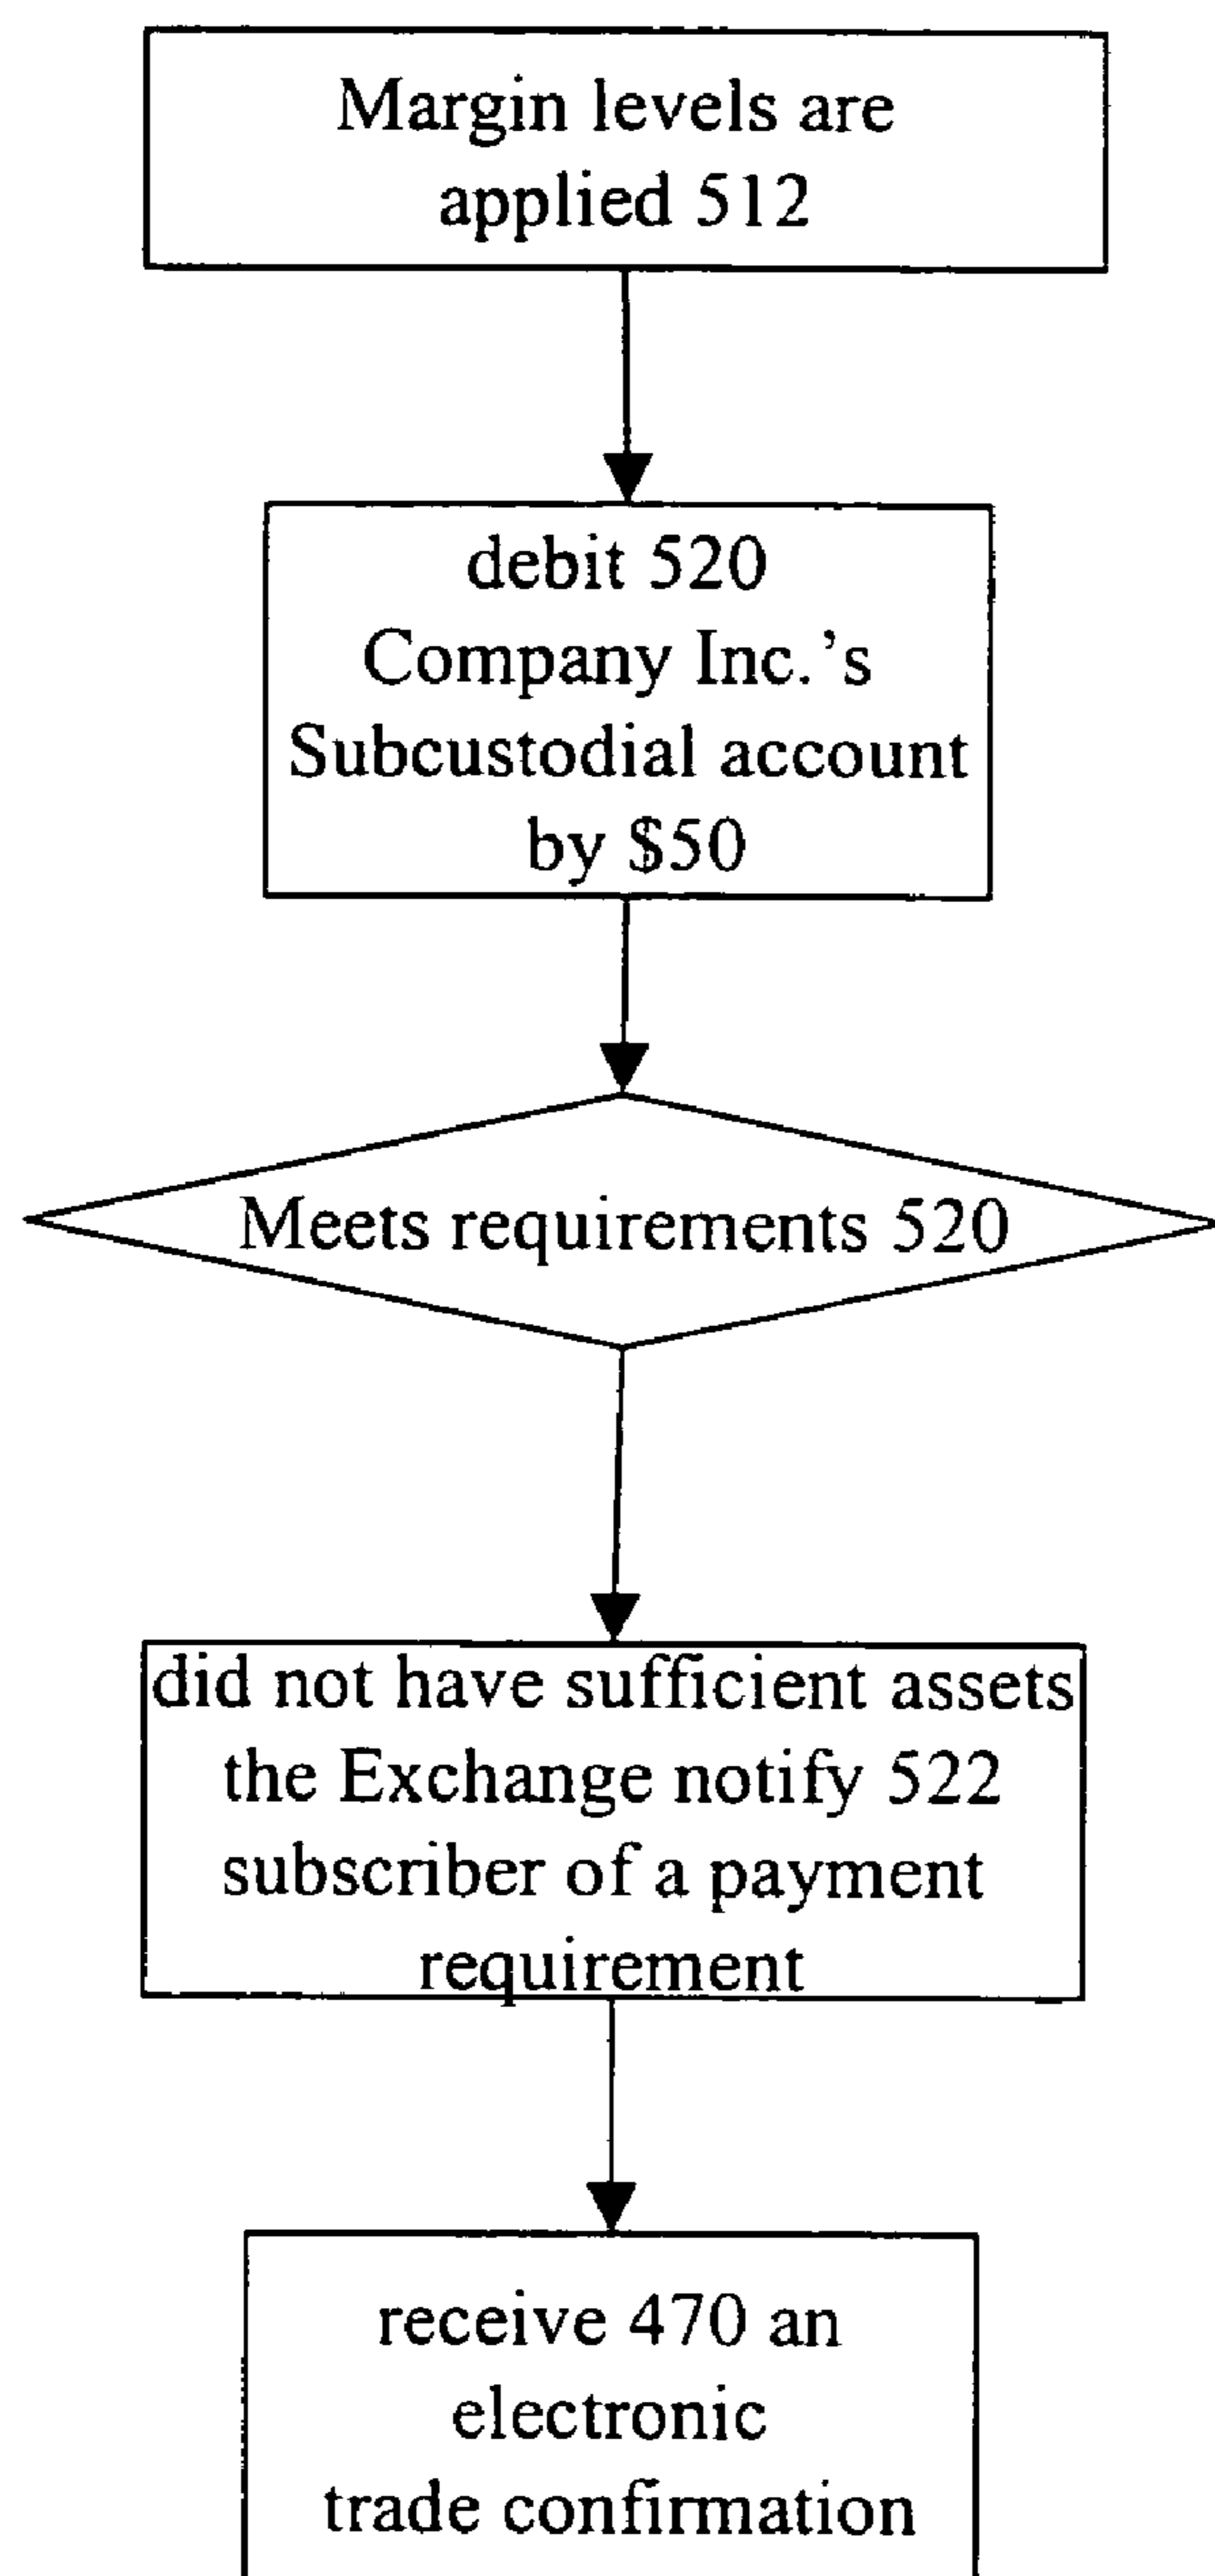 Margin levels are
applied 512
debit 520
Company Inc.'s
Subcustodial account
by $50
Meets requirements 520
did not have sufficient assets
the Exchange notify 522
subscriber of a payment
requirement
receive 470 an
electronic
trade confirmation